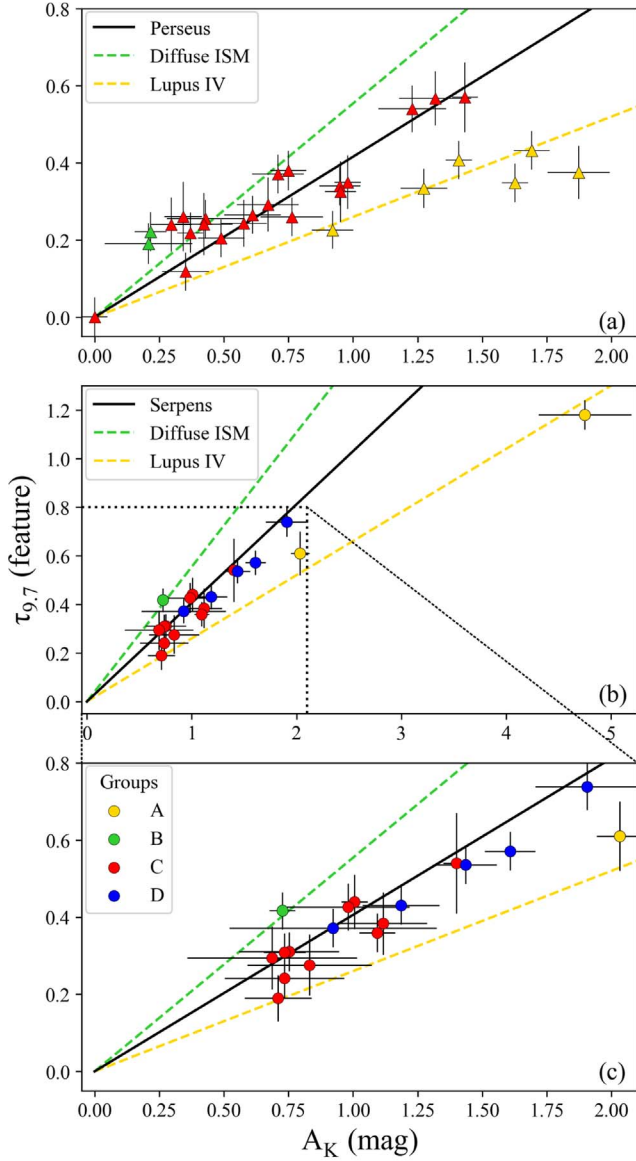 0.8
0.6
0.4
0.2
0.0
Perseus
Diffuse ISM
Lupus IV
(a)
0.00 0.25 0.50 0.75 1.00 1.25 1.50 1.75 2.00
1.2
1.0
0.8
0.6
0.4
0.2
0.0
τ9.7 (feature)
Serpens
Diffuse ISM
Lupus IV
(b)
0 1 2 3 4 5
0.8
0.6
0.4
0.2
0.0
Groups
A
B
C
D
(c)
0.00 0.25 0.50 0.75 1.00 1.25 1.50 1.75 2.00
AK (mag)